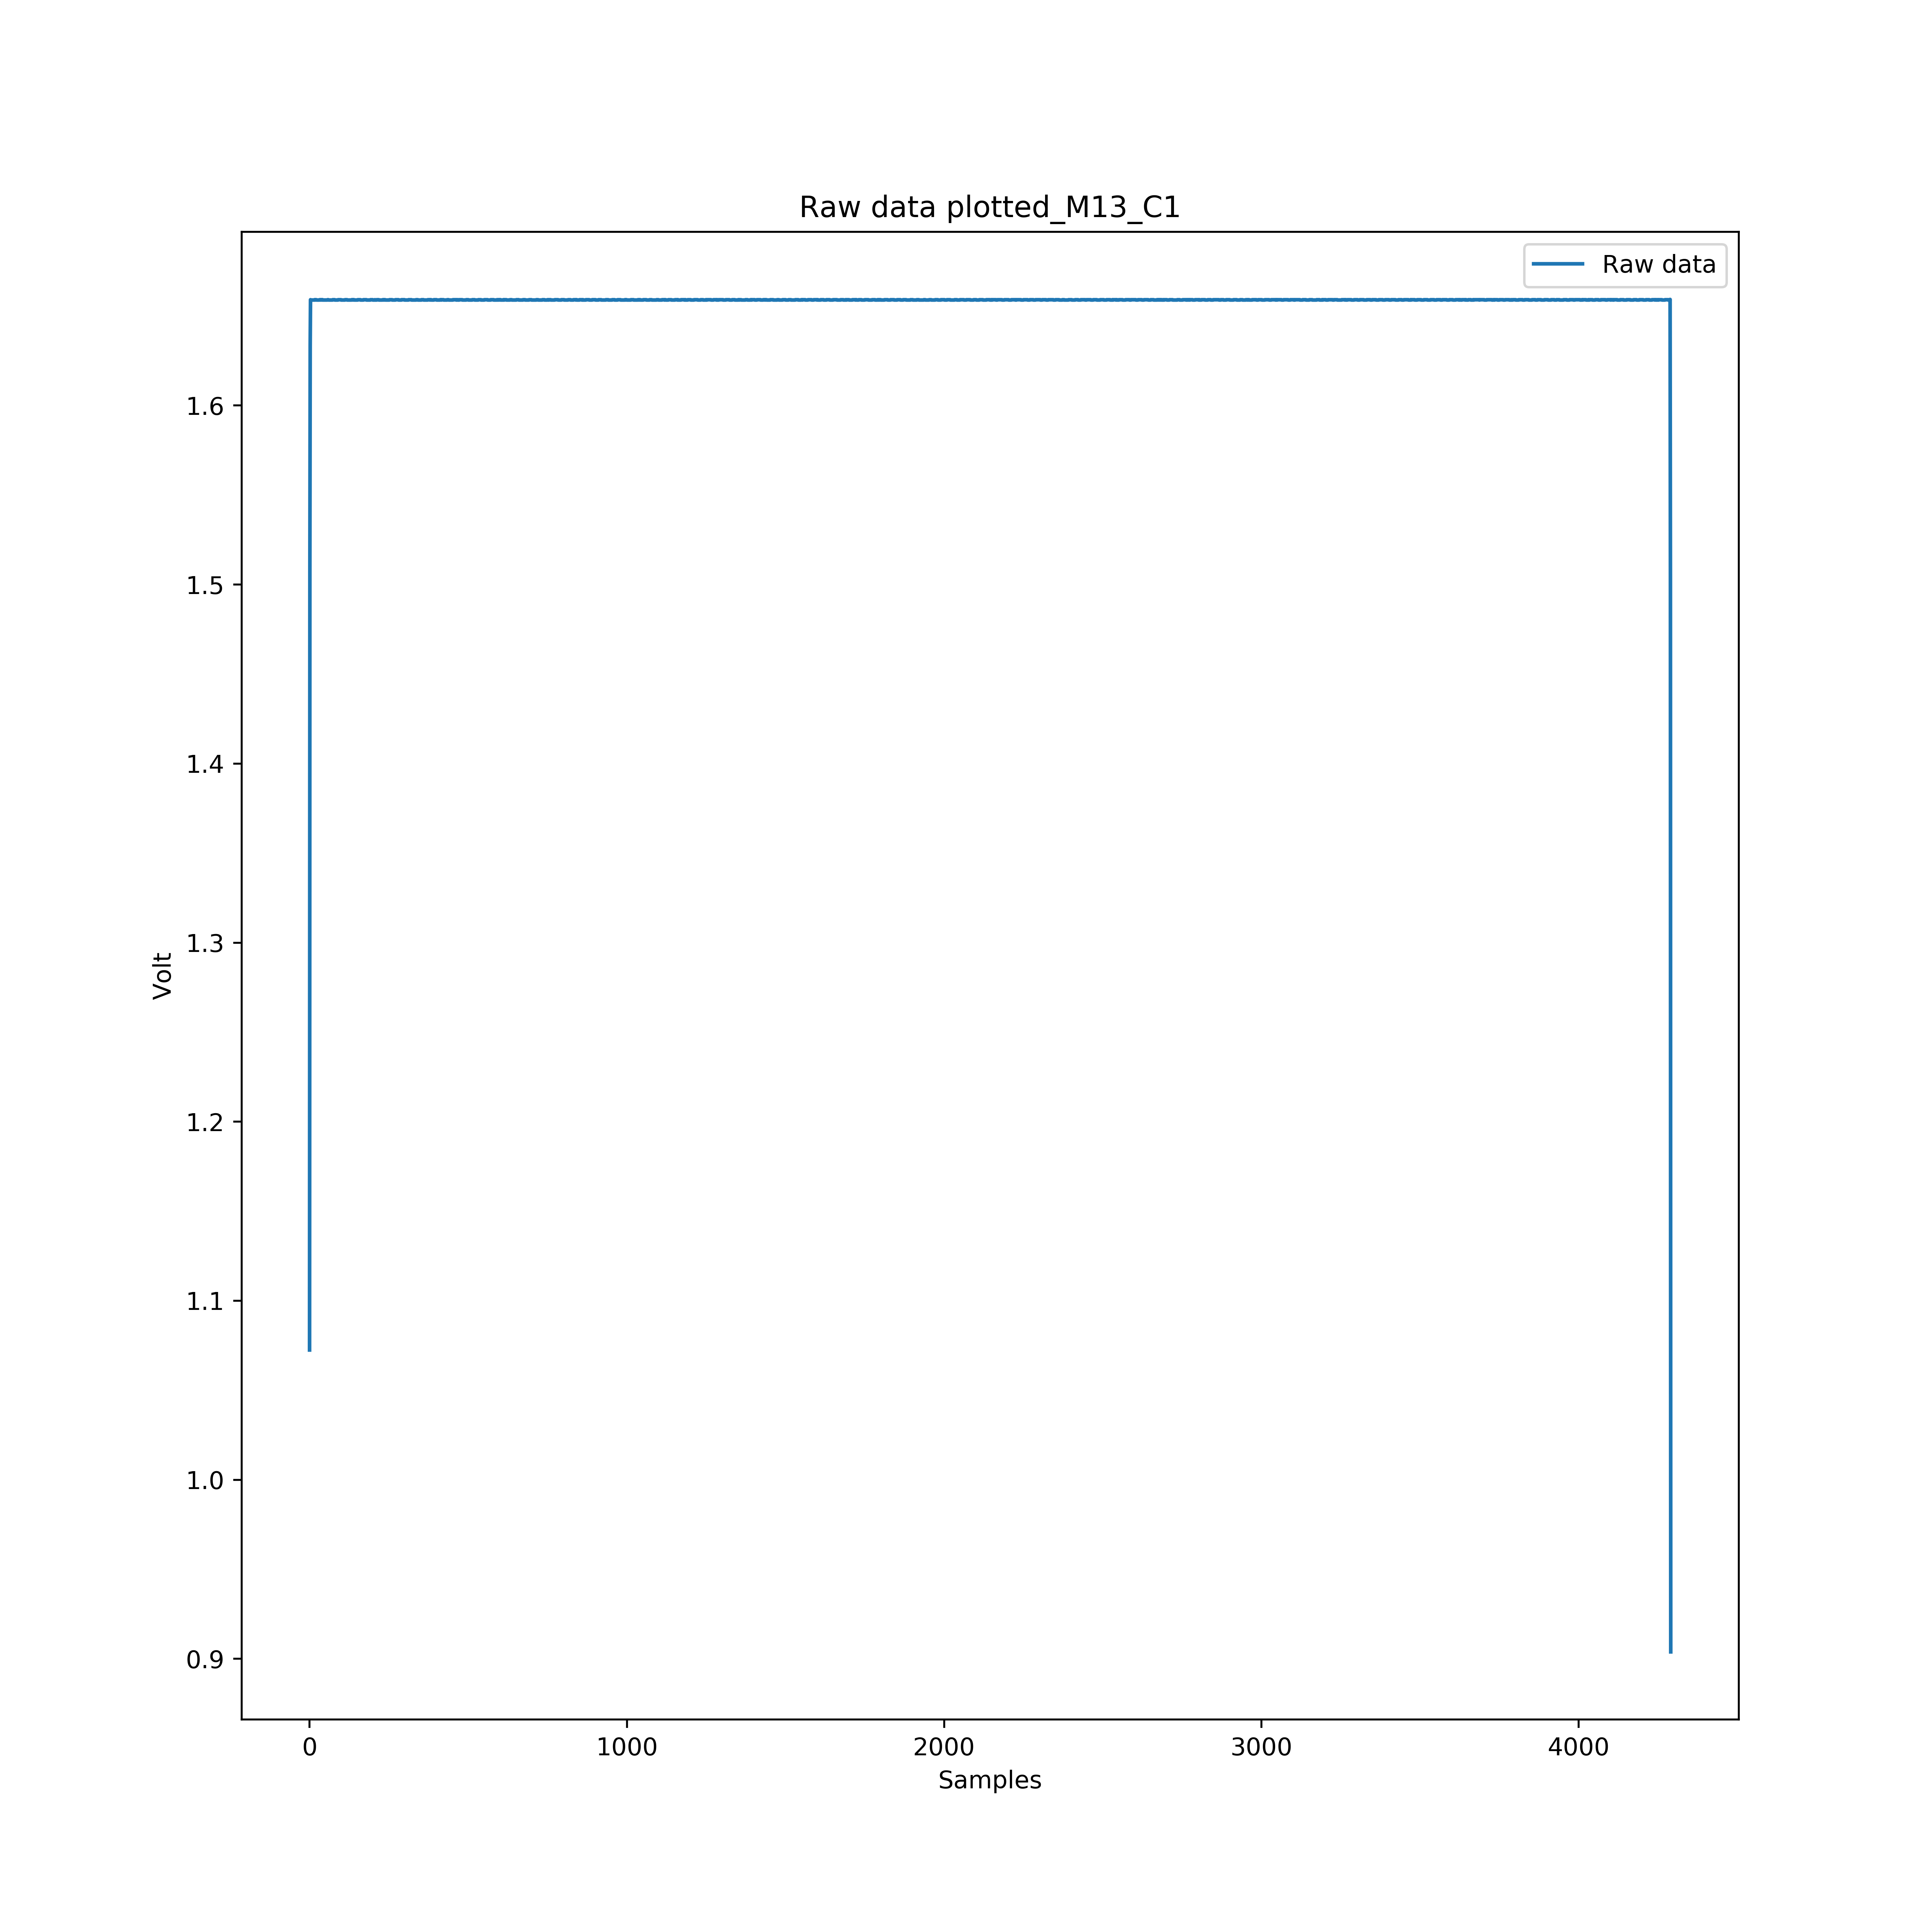 Raw data plotted_M13_C1
Raw data
1.6
1.5
1.4
1.3
1.2
1.1
1.0
0.9
Volt
0 1000 2000 3000 4000
Samples